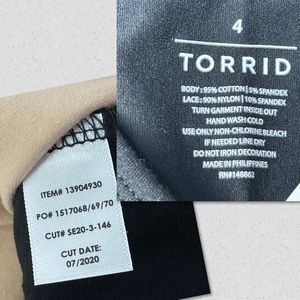 4
TORRID
BODY: 95% COTTON | 5% SPANDEX
LACE: 90% NYLON | 10% SPANDEX
TURN GARMENT INSIDE OUT
HAND WASH COLD
USE ONLY NON-CHLORINE BLEACH
IF NEEDED LINE DRY
DO NOT IRON DECORATION
MADE IN PHILIPPINES
RN#148862
ITEM# 13904930
PO# 1517068/69/70
CUT# SE20-3-146
CUT DATE:
07/2020